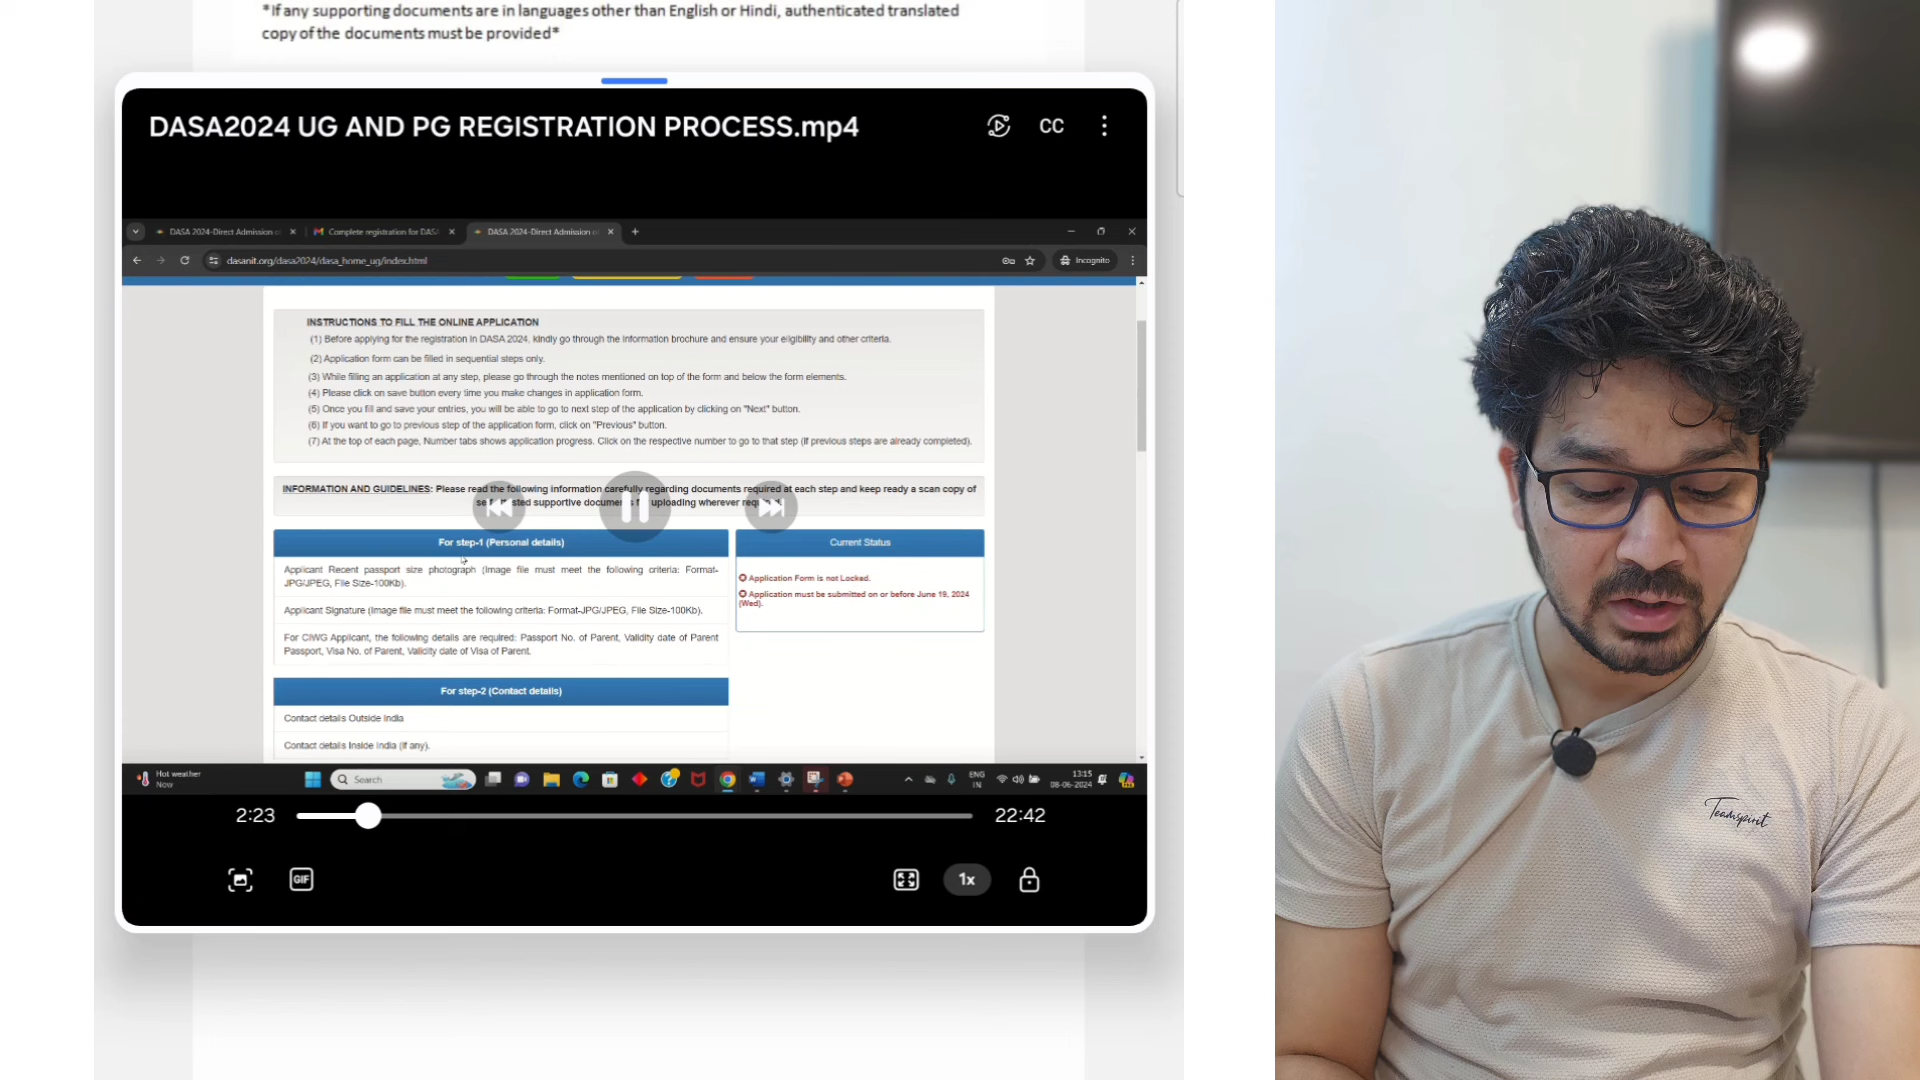 *If any supporting documents are in languages other than English or Hindi, authenticated translated
copy of the documents must be provided*
DASA2024 UG AND PG REGISTRATION PROCESS.mp4
CC
DASA 2024-Direct Admission o
Complete registration for DASA
DASA 2024-Direct Admission o
dasanit.org/dasa2024/dasa_home_ug/index.html
Incognito
INSTRUCTIONS TO FILL THE ONLINE APPLICATION
(1) Before applying for the registration in DASA 2024, kindly go through the information brochure and ensure your eligibility and other criteria.
(2) Application form can be filled in sequential steps only.
(3) While filling an application at any step, please go through the notes mentioned on top of the form and below the form elements.
(4) Please click on save button every time you make changes in application form.
(5) Once you fill and save your entries, you will be able to go to next step of the application by clicking on "Next" button.
(6) If you want to go to previous step of the application form, click on "Previous" button.
(7) At the top of each page, Number tabs shows application progress. Click on the respective number to go to that step (if previous steps are already completed).
INFORMATION AND GUIDELINES: Please read the following information carefully regarding documents required at each step and keep ready a scan copy of
supportive documents uploading wherever
For step-1 (Personal details)
Applicant Recent passport size photograph (Image file must meet the following criteria: Format-
JPG/JPEG, File Size-100Kb).
Applicant Signature (Image file must meet the following criteria: Format-JPG/JPEG, File Size-100Kb).
For CIWG Applicant, the following details are required: Passport No. of Parent, Validity date of Parent
Passport, Visa No. of Parent, Validity date of Visa of Parent.
Current Status
Application Form is not Locked.
Application must be submitted on or before June 19, 2024
(Wed).
For step-2 (Contact details)
Contact details Outside India
Contact details Inside India (if any).
Hot weather
Now
Search
ENG
IN
13:15
08-06-2024
2:23
22:42
GIF
1x
Teamspirit